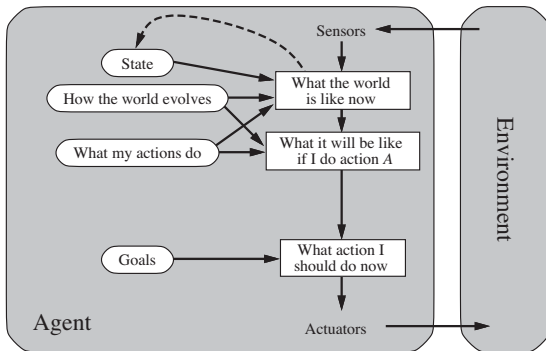 Sensors
State
What the world
is like now
How the world evolves
What it will be like
if I do action A
What my actions do
Environment
Goals
What action I
should do now
Agent
Actuators